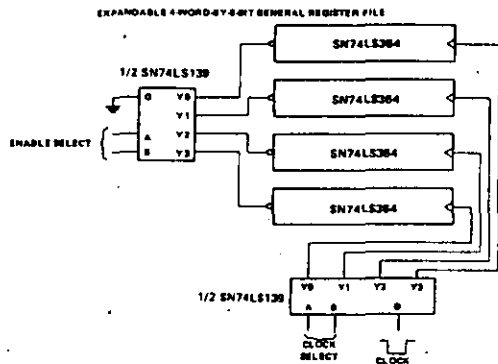 EXPANDABLE 4-WORD-BY-8-BIT GENERAL REGISTER FILE
SN74LS364
1/2 SN74LS139
G Y0
Y1
A Y2
B Y3
ENABLE SELECT
SN74LS364
SN74LS364
SN74LS364
Y0 Y1 Y2 Y3
1/2 SN74LS139
A B G
CLOCK SELECT
CLOCK